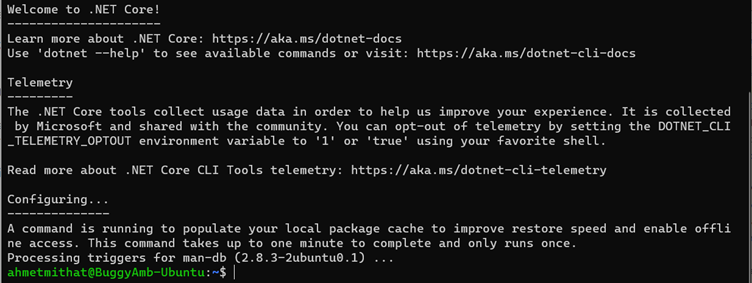 Welcome to .NET Core!
---------------------
Learn more about .NET Core: https://aka.ms/dotnet-docs
Use 'dotnet --help' to see available commands or visit: https://aka.ms/dotnet-cli-docs

Telemetry
---------
The .NET Core tools collect usage data in order to help us improve your experience. It is collected
 by Microsoft and shared with the community. You can opt-out of telemetry by setting the DOTNET_CLI
_TELEMETRY_OPTOUT environment variable to '1' or 'true' using your favorite shell.

Read more about .NET Core CLI Tools telemetry: https://aka.ms/dotnet-cli-telemetry

Configuring...
--------------
A command is running to populate your local package cache to improve restore speed and enable offli
ne access. This command takes up to one minute to complete and only runs once.
Processing triggers for man-db (2.8.3-2ubuntu0.1) ...
ahmetmithat@BuggyAmb-Ubuntu:~$